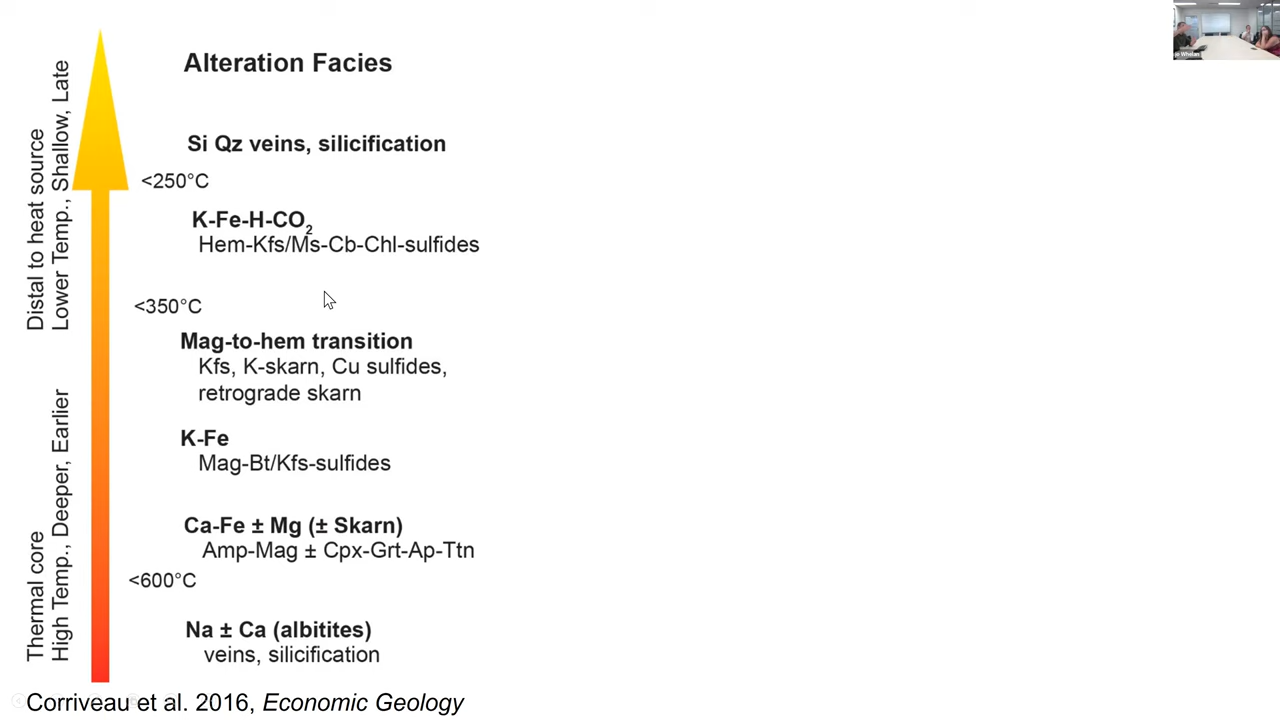 Alteration Facies
Si Qz veins, silicification
<250°C
K-Fe-H-CO2
Hem-Kfs/Ms-Cb-Chl-sulfides
<350°C
Mag-to-hem transition
Kfs, K-skarn, Cu sulfides,
retrograde skarn
K-Fe
Mag-Bt/Kfs-sulfides
Ca-Fe ± Mg (± Skarn)
Amp-Mag ± Cpx-Grt-Ap-Ttn
<600°C
Na ± Ca (albitites)
veins, silicification
Distal to heat source
Lower Temp., Shallow, Late
Thermal core
High Temp., Deeper, Earlier
Corriveau et al. 2016, Economic Geology
Whelan